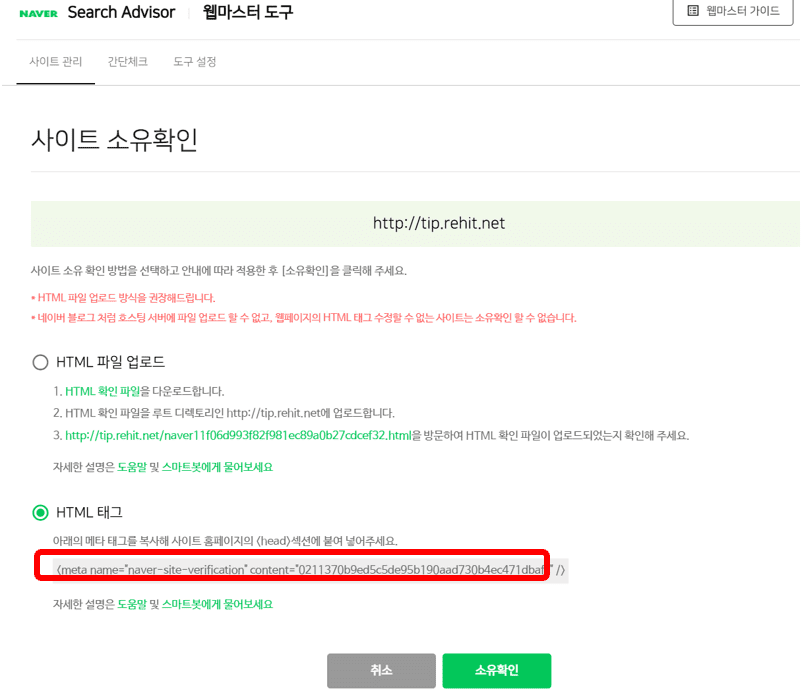 NAVER Search Advisor 웹마스터 도구
웹마스터 가이드
사이트 관리 간단체크 도구 설정
사이트 소유확인
http://tip.rehit.net
사이트 소유 확인 방법을 선택하고 안내에 따라 적용한 후 [소유확인]을 클릭해 주세요.
* HTML 파일 업로드 방식을 권장해드립니다.
* 네이버 블로그 처럼 호스팅 서버에 파일 업로드 할 수 없고, 웹페이지의 HTML 태그 수정할 수 없는 사이트는 소유확인 할 수 없습니다.
HTML 파일 업로드
1. HTML 확인 파일을 다운로드합니다.
2. HTML 확인 파일을 루트 디렉토리인 http://tip.rehit.net에 업로드합니다.
3. http://tip.rehit.net/naver11f06d993f82f981ec89a0b27cdcef32.html을 방문하여 HTML 확인 파일이 업로드되었는지 확인해 주세요.
자세한 설명은 도움말 및 스마트봇에게 물어보세요
HTML 태그
아래의 메타 태그를 복사해 사이트 홈페이지의 <head>섹션에 붙여 넣어주세요.
<meta name="naver-site-verification" content="0211370b9ed5c5de95b190aad730b4ec471dbaf " />
자세한 설명은 도움말 및 스마트봇에게 물어보세요
취소 소유확인